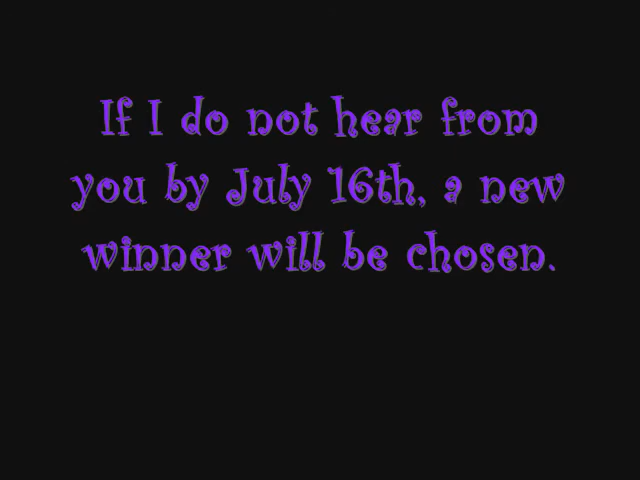 If I do not hear from
you by July 16th, a new
winner will be chosen.